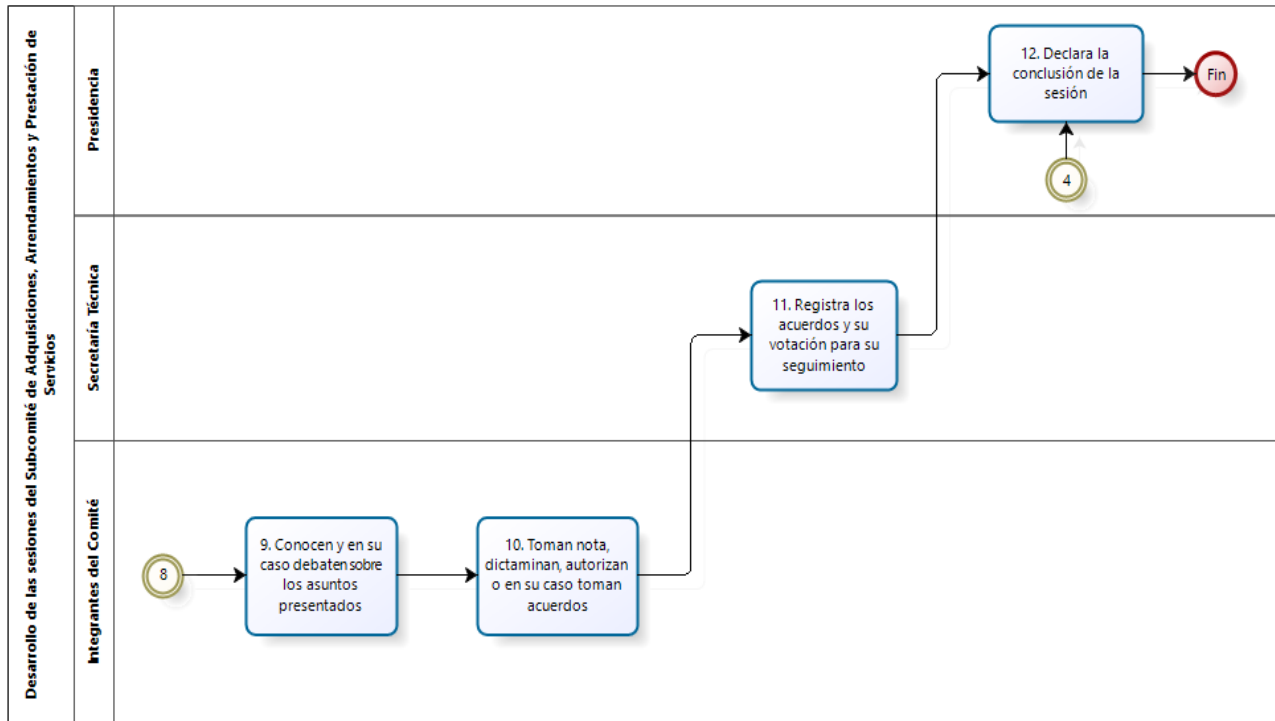 Desarrollo de las sesiones del Subcomité de Adquisiciones, Arrendamientos y Prestación de
Servicios
Presidencia
12. Declara la
conclusión de la
sesión
Fin
4
Secretaría Técnica
11. Registra los
acuerdos y su
votación para su
seguimiento
Integrantes del Comité
8
9. Conocen y en su
caso debaten sobre
los asuntos
presentados
10. Toman nota,
dictaminan, autorizan
o en su caso toman
acuerdos